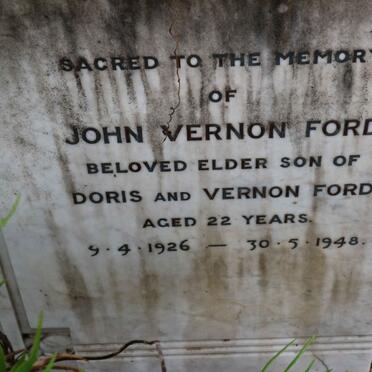 SACRED TO THE MEMORY
OF
JOHN VERNON FORD
BELOVED ELDER SON OF
DORIS AND VERNON FORD
AGED 22 YEARS.
9·4·1926 — 30·5·1948.